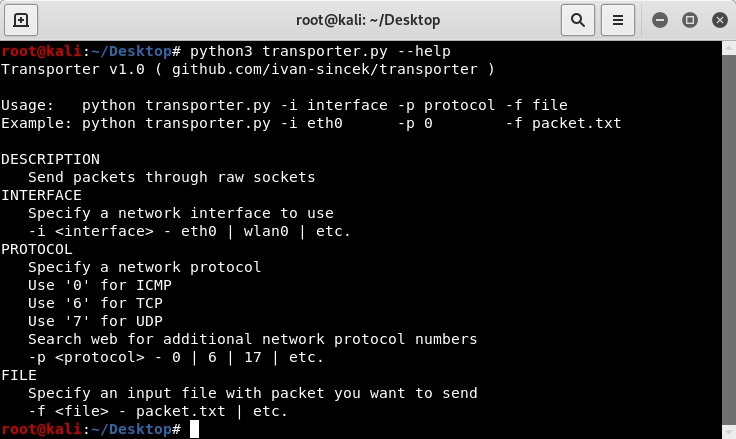 root@kali: ~/Desktop
root@kali:~/Desktop# python3 transporter.py --help
Transporter v1.0 ( github.com/ivan-sincek/transporter )
Usage:   python transporter.py -i interface -p protocol -f file
Example: python transporter.py -i eth0      -p 0        -f packet.txt
DESCRIPTION
   Send packets through raw sockets
INTERFACE
   Specify a network interface to use
   -i <interface> - eth0 | wlan0 | etc.
PROTOCOL
   Specify a network protocol
   Use '0' for ICMP
   Use '6' for TCP
   Use '7' for UDP
   Search web for additional network protocol numbers
   -p <protocol> - 0 | 6 | 17 | etc.
FILE
   Specify an input file with packet you want to send
   -f <file> - packet.txt | etc.
root@kali:~/Desktop#